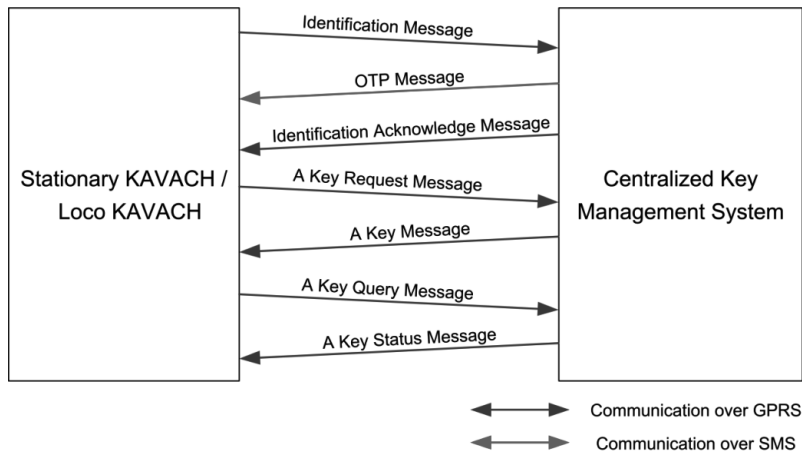 Identification Message
OTP Message
Identification Acknowledge Message
A Key Request Message
A Key Message
A Key Query Message
A Key Status Message
Stationary KAVACH /
Loco KAVACH
Centralized Key
Management System
Communication over GPRS
Communication over SMS